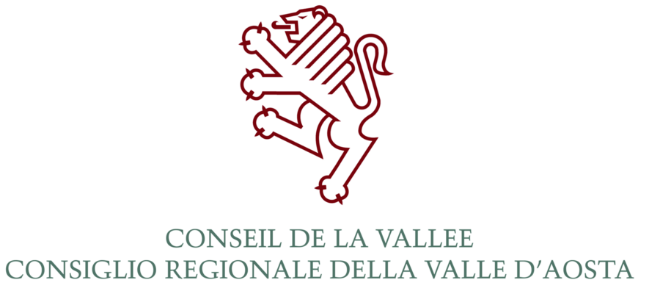 CONSEIL DE LA VALLEE
CONSIGLIO REGIONALE DELLA VALLE D’AOSTA